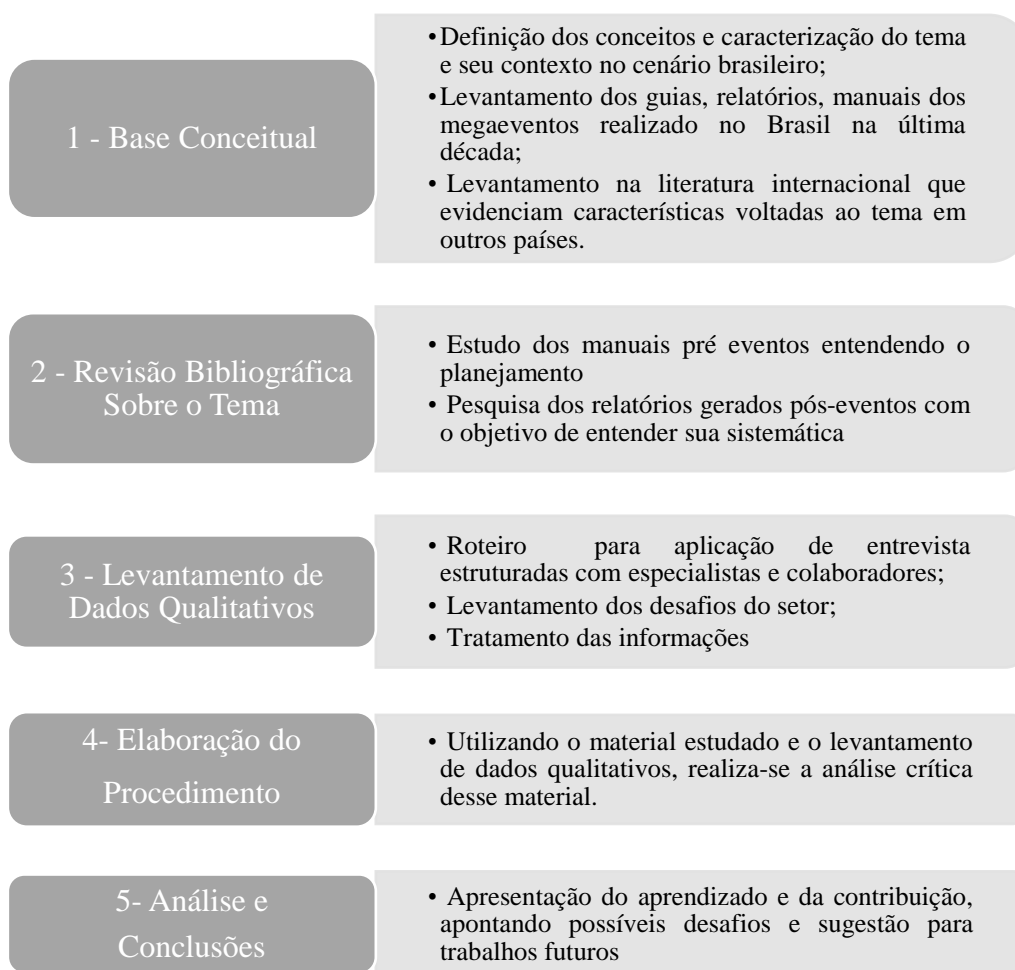 1 - Base Conceitual
•Definição dos conceitos e caracterização do tema
e seu contexto no cenário brasileiro;
•Levantamento dos guias, relatórios, manuais dos
megaeventos realizado no Brasil na última
década;
• Levantamento na literatura internacional que
evidenciam características voltadas ao tema em
outros países.
2 - Revisão Bibliográfica
Sobre o Tema
• Estudo dos manuais pré eventos entendendo o
planejamento
• Pesquisa dos relatórios gerados pós-eventos com
o objetivo de entender sua sistemática
3 - Levantamento de
Dados Qualitativos
• Roteiro para aplicação de entrevista
estruturadas com especialistas e colaboradores;
• Levantamento dos desafios do setor;
• Tratamento das informações
4- Elaboração do
Procedimento
• Utilizando o material estudado e o levantamento
de dados qualitativos, realiza-se a análise crítica
desse material.
5- Análise e
Conclusões
• Apresentação do aprendizado e da contribuição,
apontando possíveis desafios e sugestão para
trabalhos futuros